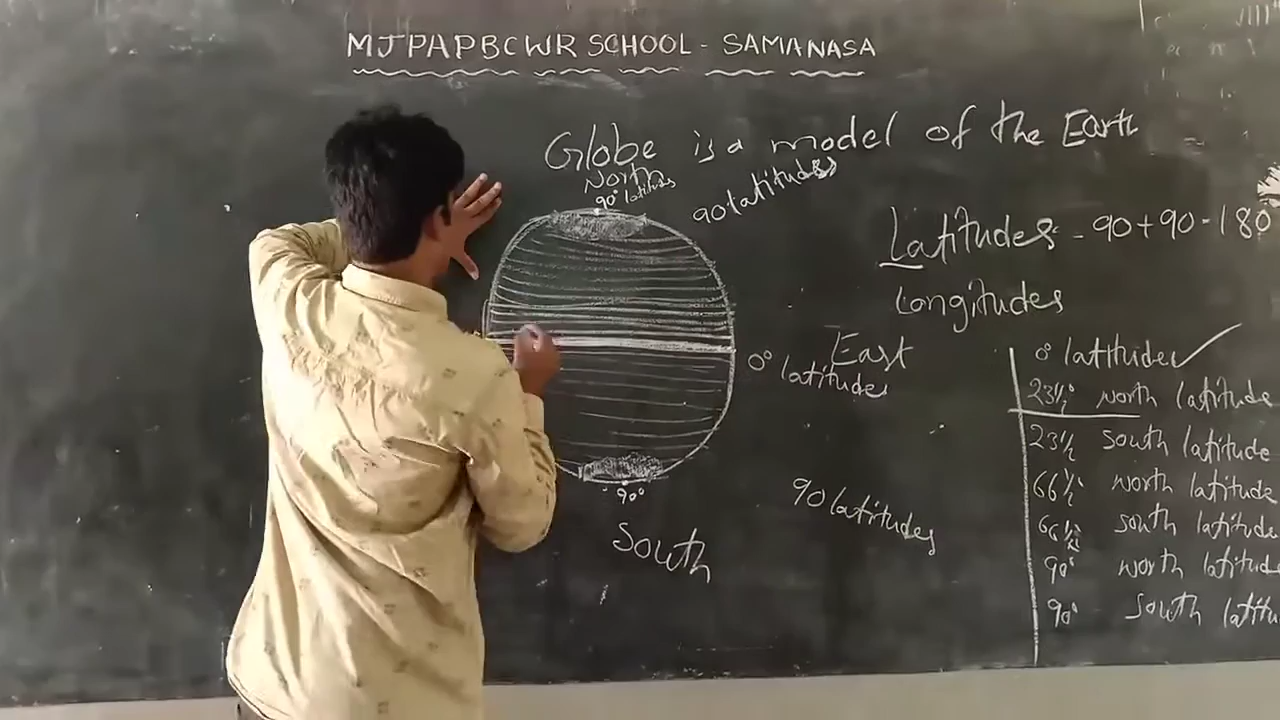 MJPAPBCWR SCHOOL - SAMANASA
Globe is a model of the Earth
North
90° latitudes
90 latitudes
Latitudes - 90 + 90 - 180
Longitudes
East
0° latitudes
0° latitudes
23½° north latitude
23½ south latitude
66½° north latitude
66½ south latitude
90° north latitude
90° south latitu
90°
90 latitudes
South